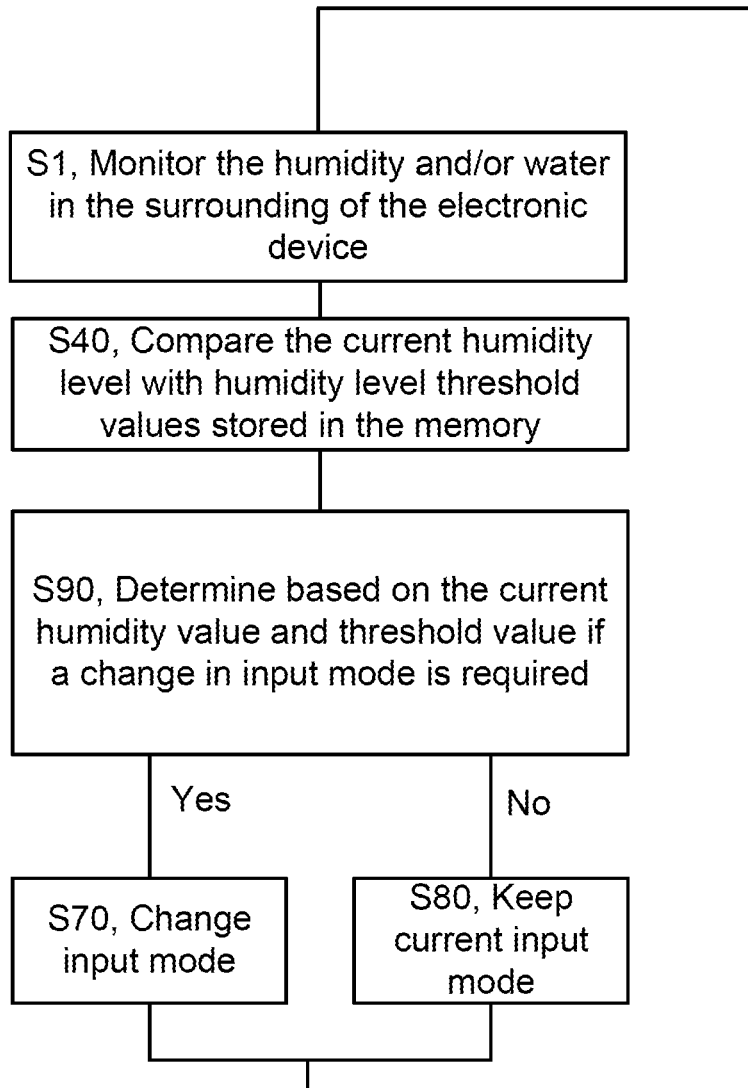 S1, Monitor the humidity and/or water
in the surrounding of the electronic
device
S40, Compare the current humidity
level with humidity level threshold
values stored in the memory
S90, Determine based on the current
humidity value and threshold value if
a change in input mode is required
Yes
No
S70, Change
input mode
S80, Keep
current input
mode